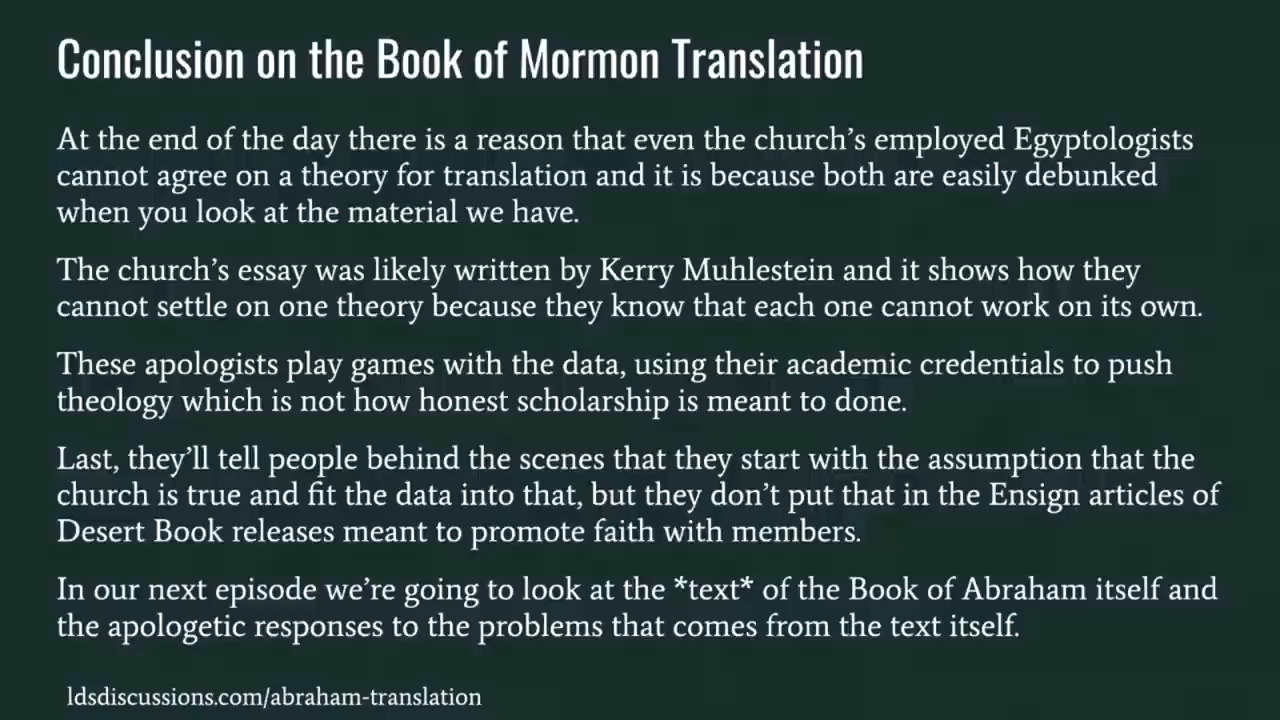 Conclusion on the Book of Mormon Translation
At the end of the day there is a reason that even the church’s employed Egyptologists
cannot agree on a theory for translation and it is because both are easily debunked
when you look at the material we have.
The church’s essay was likely written by Kerry Muhlestein and it shows how they
cannot settle on one theory because they know that each one cannot work on its own.
These apologists play games with the data, using their academic credentials to push
theology which is not how honest scholarship is meant to done.
Last, they’ll tell people behind the scenes that they start with the assumption that the
church is true and fit the data into that, but they don’t put that in the Ensign articles of
Desert Book releases meant to promote faith with members.
In our next episode we’re going to look at the *text* of the Book of Abraham itself and
the apologetic responses to the problems that comes from the text itself.
ldsdiscussions.com/abraham-translation